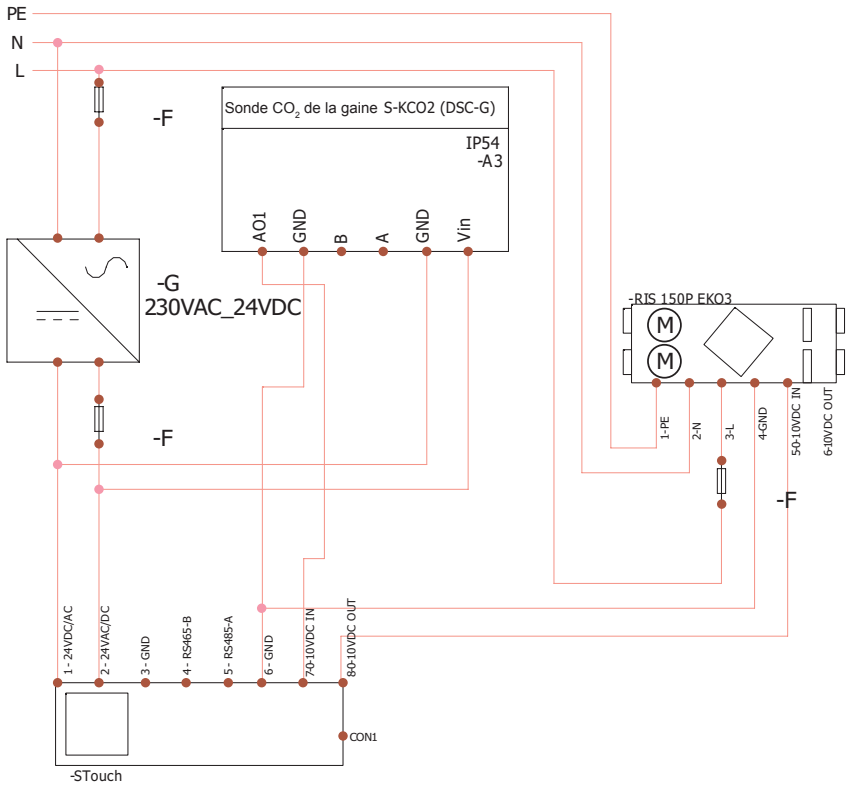 PE
N
L
-F
Sonde CO2 de la gaine S-KCO2 (DSC-G)
IP54
-A3
AO1
GND
B
A
GND
Vin
-G
230VAC_24VDC
-RIS 150P EKO3
M
M
1-PE
2-N
3-L
4-GND
50-10VDC IN
6-10VDC OUT
-F
-F
1 - 24VDC/AC
2 - 24VAC/DC
3 - GND
4 - RS465-B
5 - RS485-A
6 - GND
70-10VDC IN
80-10VDC OUT
CON1
-STouch